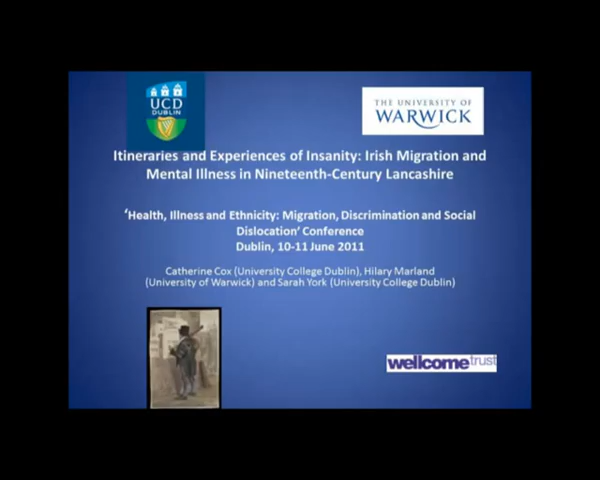 UCD
DUBLIN
THE UNIVERSITY OF
WARWICK
Itineraries and Experiences of Insanity: Irish Migration and
Mental Illness in Nineteenth-Century Lancashire
‘Health, Illness and Ethnicity: Migration, Discrimination and Social
Dislocation’ Conference
Dublin, 10-11 June 2011
Catherine Cox (University College Dublin), Hilary Marland
(University of Warwick) and Sarah York (University College Dublin)
wellcometrust